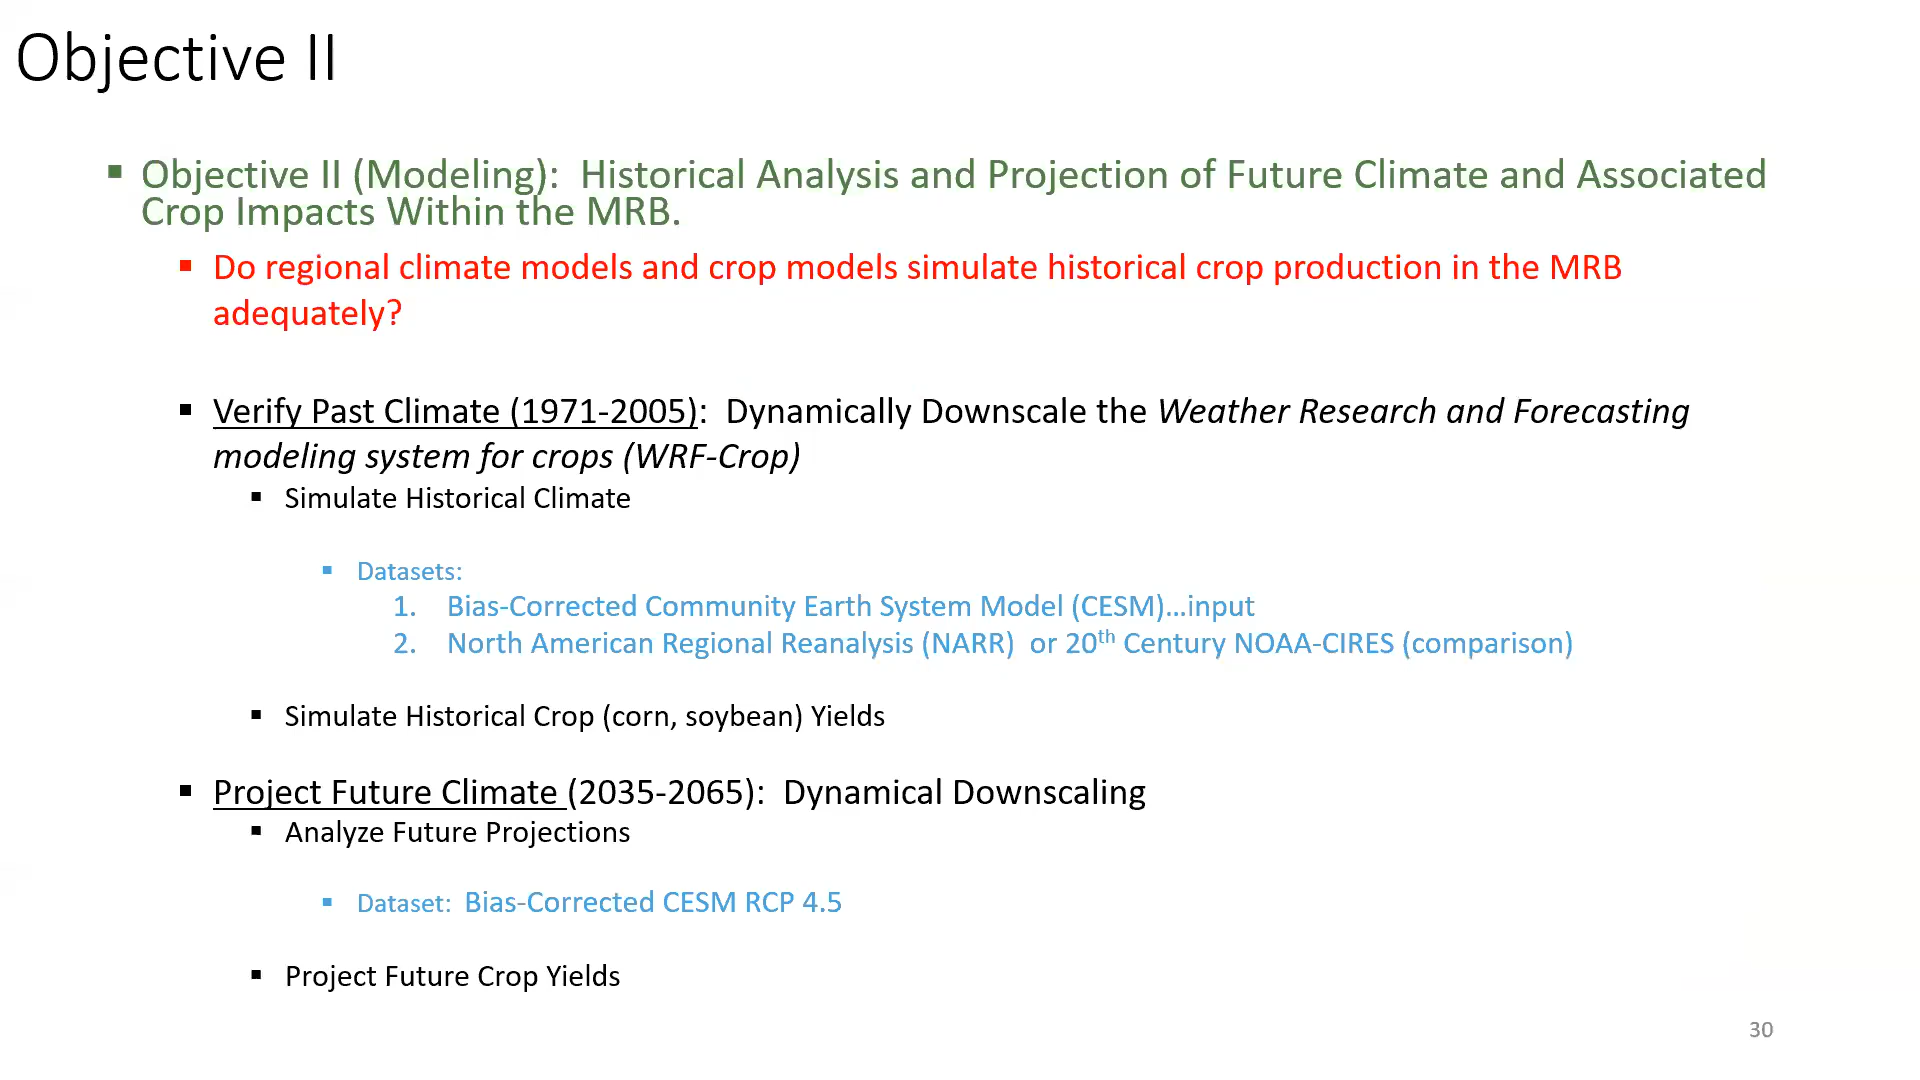 Objective II
▪ Objective II (Modeling): Historical Analysis and Projection of Future Climate and Associated
Crop Impacts Within the MRB.
▪ Do regional climate models and crop models simulate historical crop production in the MRB
adequately?
▪ Verify Past Climate (1971-2005): Dynamically Downscale the Weather Research and Forecasting
modeling system for crops (WRF-Crop)
▪ Simulate Historical Climate
▪ Datasets:
1. Bias-Corrected Community Earth System Model (CESM)…input
2. North American Regional Reanalysis (NARR) or 20th Century NOAA-CIRES (comparison)
▪ Simulate Historical Crop (corn, soybean) Yields
▪ Project Future Climate (2035-2065): Dynamical Downscaling
▪ Analyze Future Projections
▪ Dataset: Bias-Corrected CESM RCP 4.5
▪ Project Future Crop Yields
30